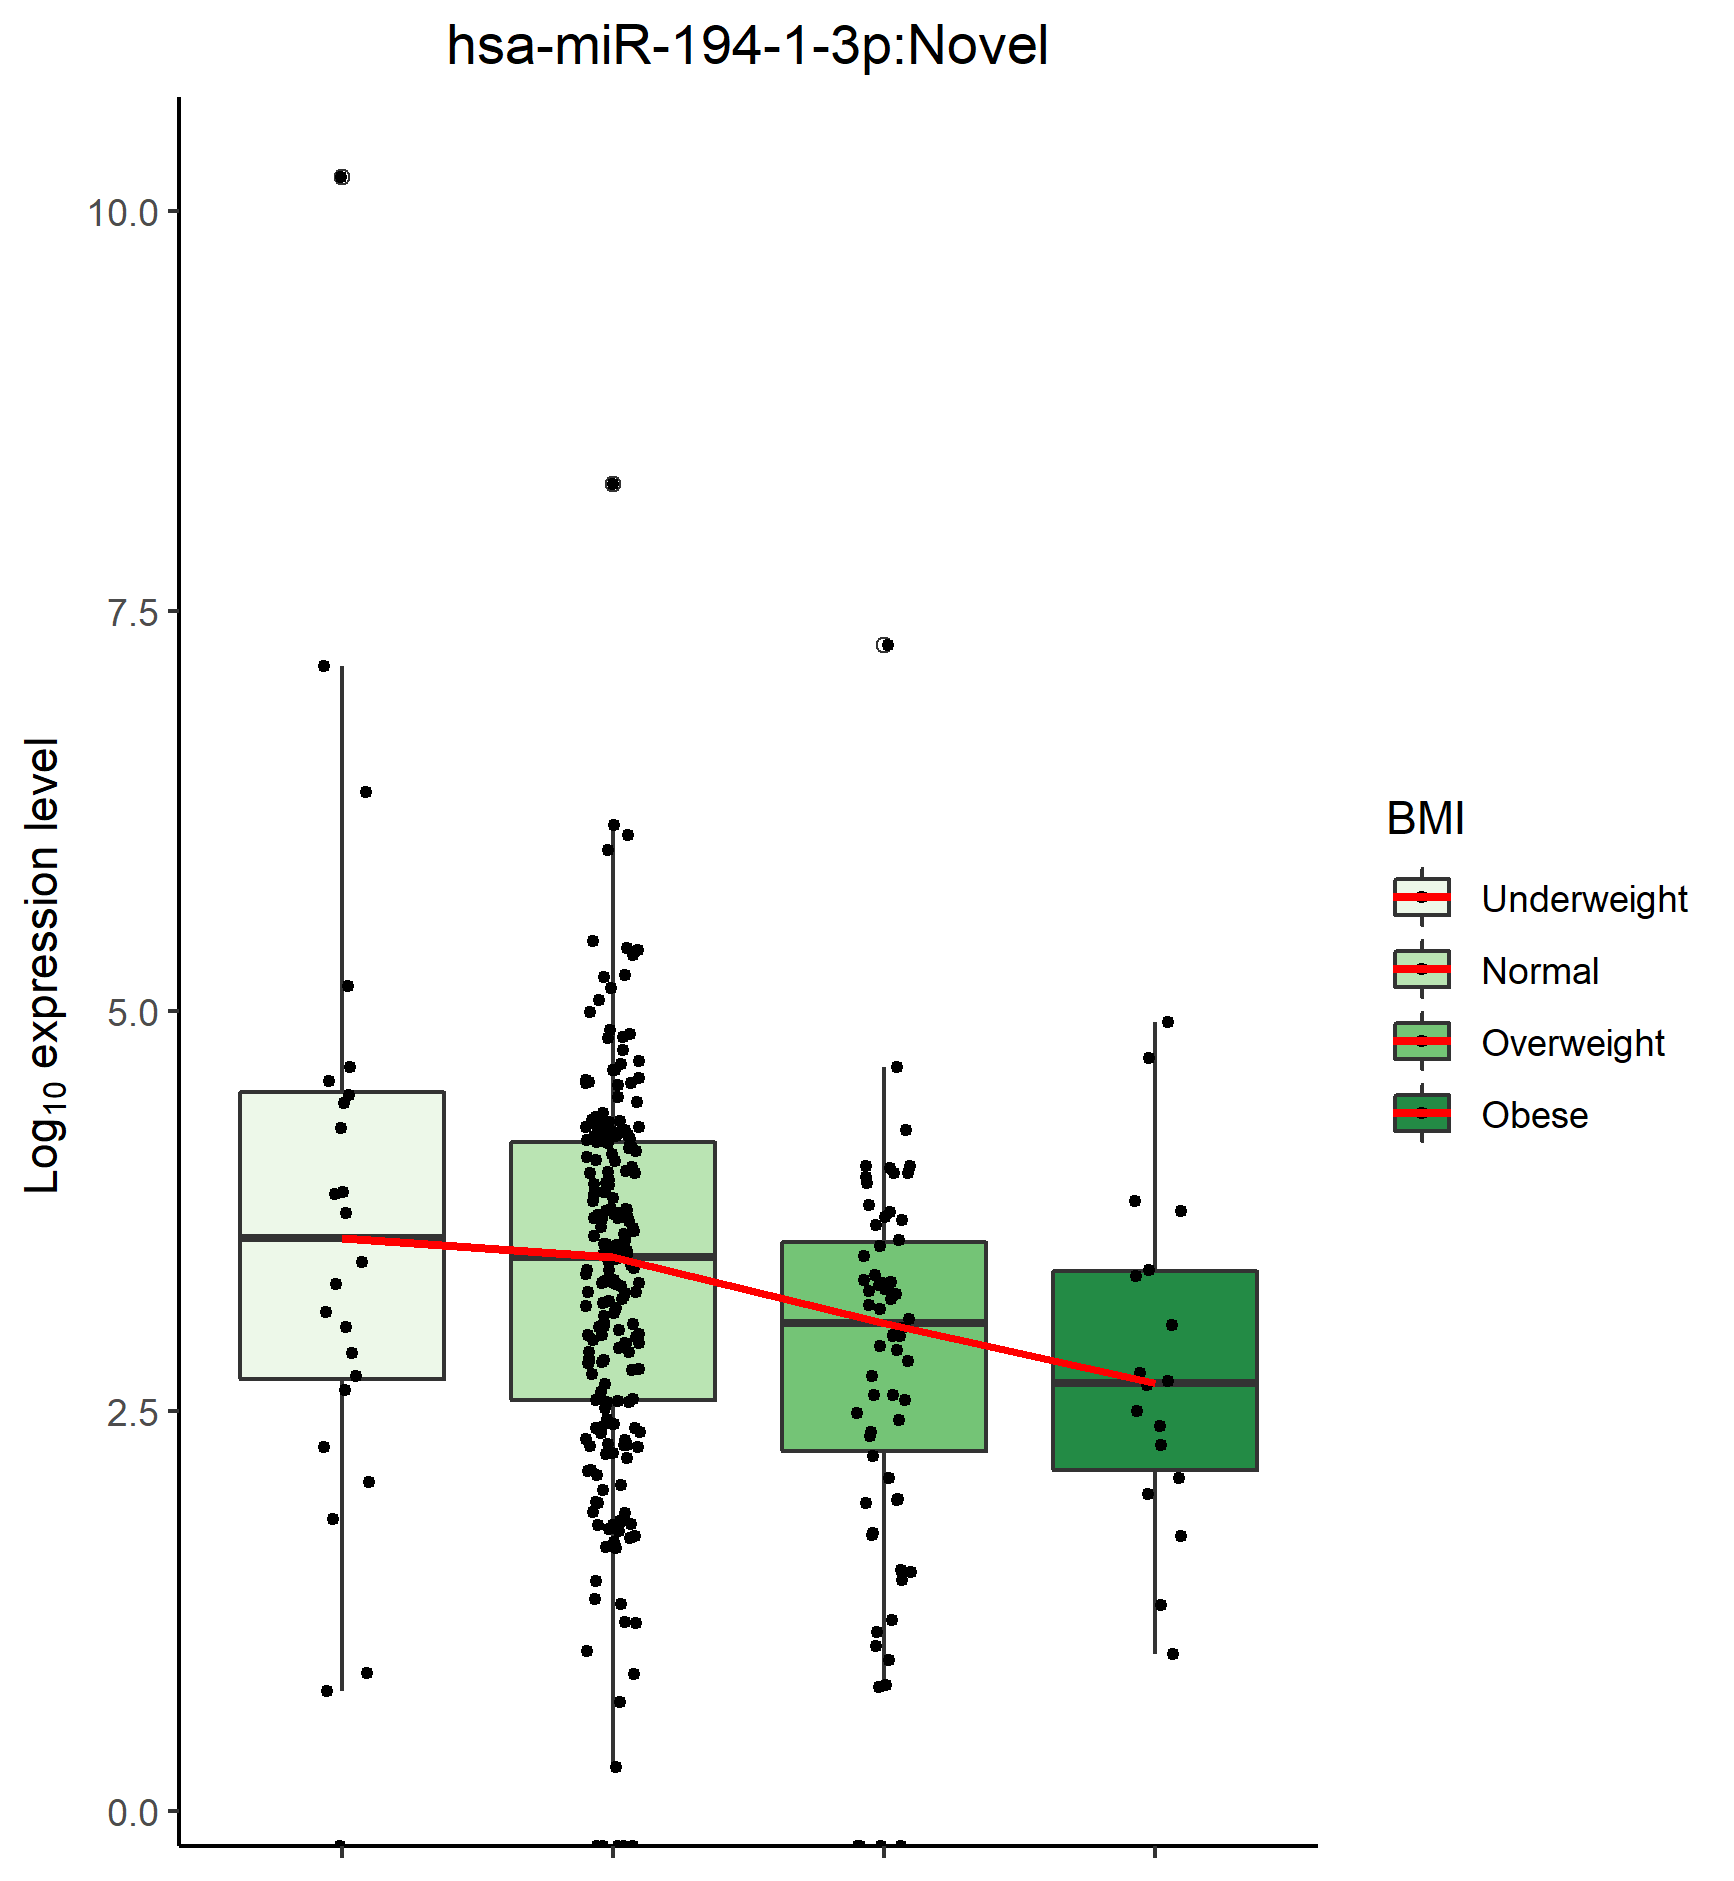 hsa-miR-194-1-3p:Novel
10.0
7.5
5.0
2.5
0.0
Log10 expression level
BMI
Underweight
Normal
Overweight
Obese